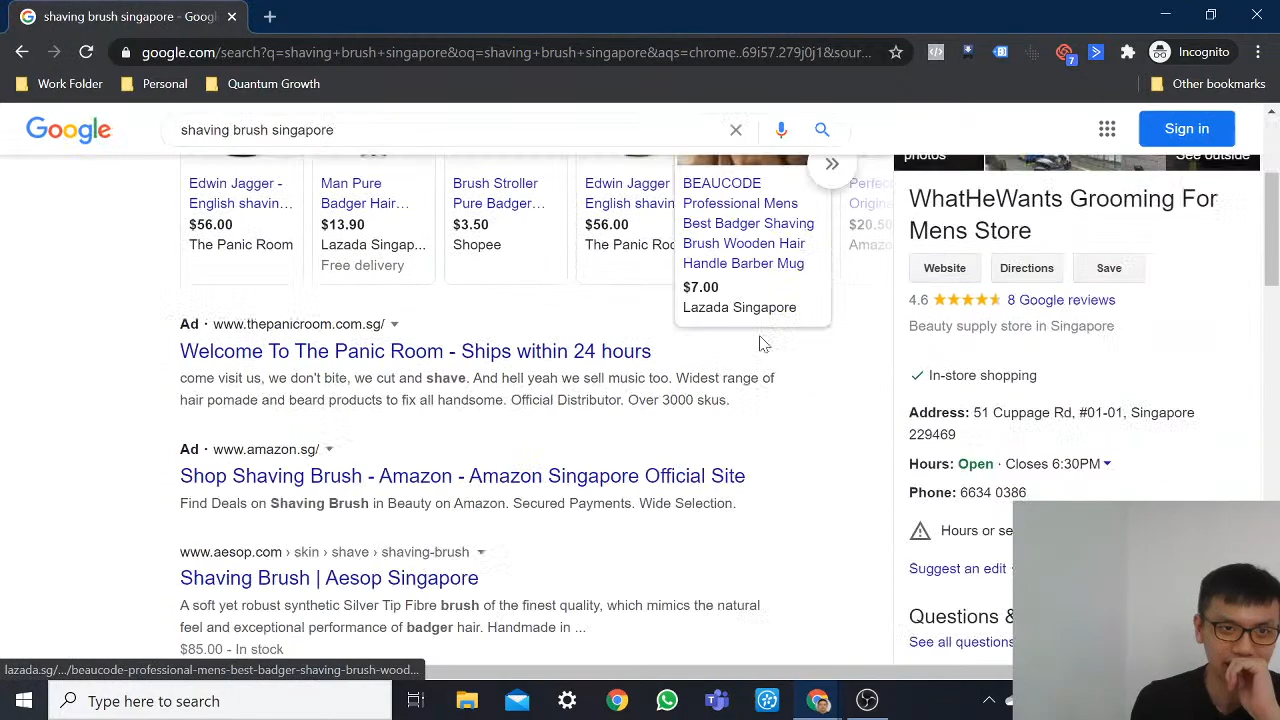 shaving brush singapore - Googl
google.com/search?q=shaving+brush+singapore&oq=shaving+brush+singapore&aqs=chrome..69i57.279j0j1&sour...
7
Incognito
Work Folder
Personal
Quantum Growth
Other bookmarks
Google
shaving brush singapore
Sign in
photos
See outside
Edwin Jagger -
English shavin...
$56.00
The Panic Room
Man Pure
Badger Hair...
$13.90
Lazada Singap...
Free delivery
Brush Stroller
Pure Badger...
$3.50
Shopee
Edwin Jagger
English shavin
$56.00
The Panic Roo
BEAUCODE
Professional Mens
Best Badger Shaving
Brush Wooden Hair
Handle Barber Mug
$7.00
Lazada Singapore
Perfec
Origina
$20.50
Amazo
Ad · www.thepanicroom.com.sg/
Welcome To The Panic Room - Ships within 24 hours
come visit us, we don't bite, we cut and shave. And hell yeah we sell music too. Widest range of
hair pomade and beard products to fix all handsome. Official Distributor. Over 3000 skus.
Ad · www.amazon.sg/
Shop Shaving Brush - Amazon - Amazon Singapore Official Site
Find Deals on Shaving Brush in Beauty on Amazon. Secured Payments. Wide Selection.
www.aesop.com › skin › shave › shaving-brush
Shaving Brush | Aesop Singapore
A soft yet robust synthetic Silver Tip Fibre brush of the finest quality, which mimics the natural
feel and exceptional performance of badger hair. Handmade in ...
$85.00 - In stock
WhatHeWants Grooming For
Mens Store
Website
Directions
Save
4.6
8 Google reviews
Beauty supply store in Singapore
In-store shopping
Address: 51 Cuppage Rd, #01-01, Singapore
229469
Hours: Open · Closes 6:30PM
Phone: 6634 0386
Hours or se
Suggest an edit
Questions &
See all questions
lazada.sg/.../beaucode-professional-mens-best-badger-shaving-brush-wood...
Type here to search